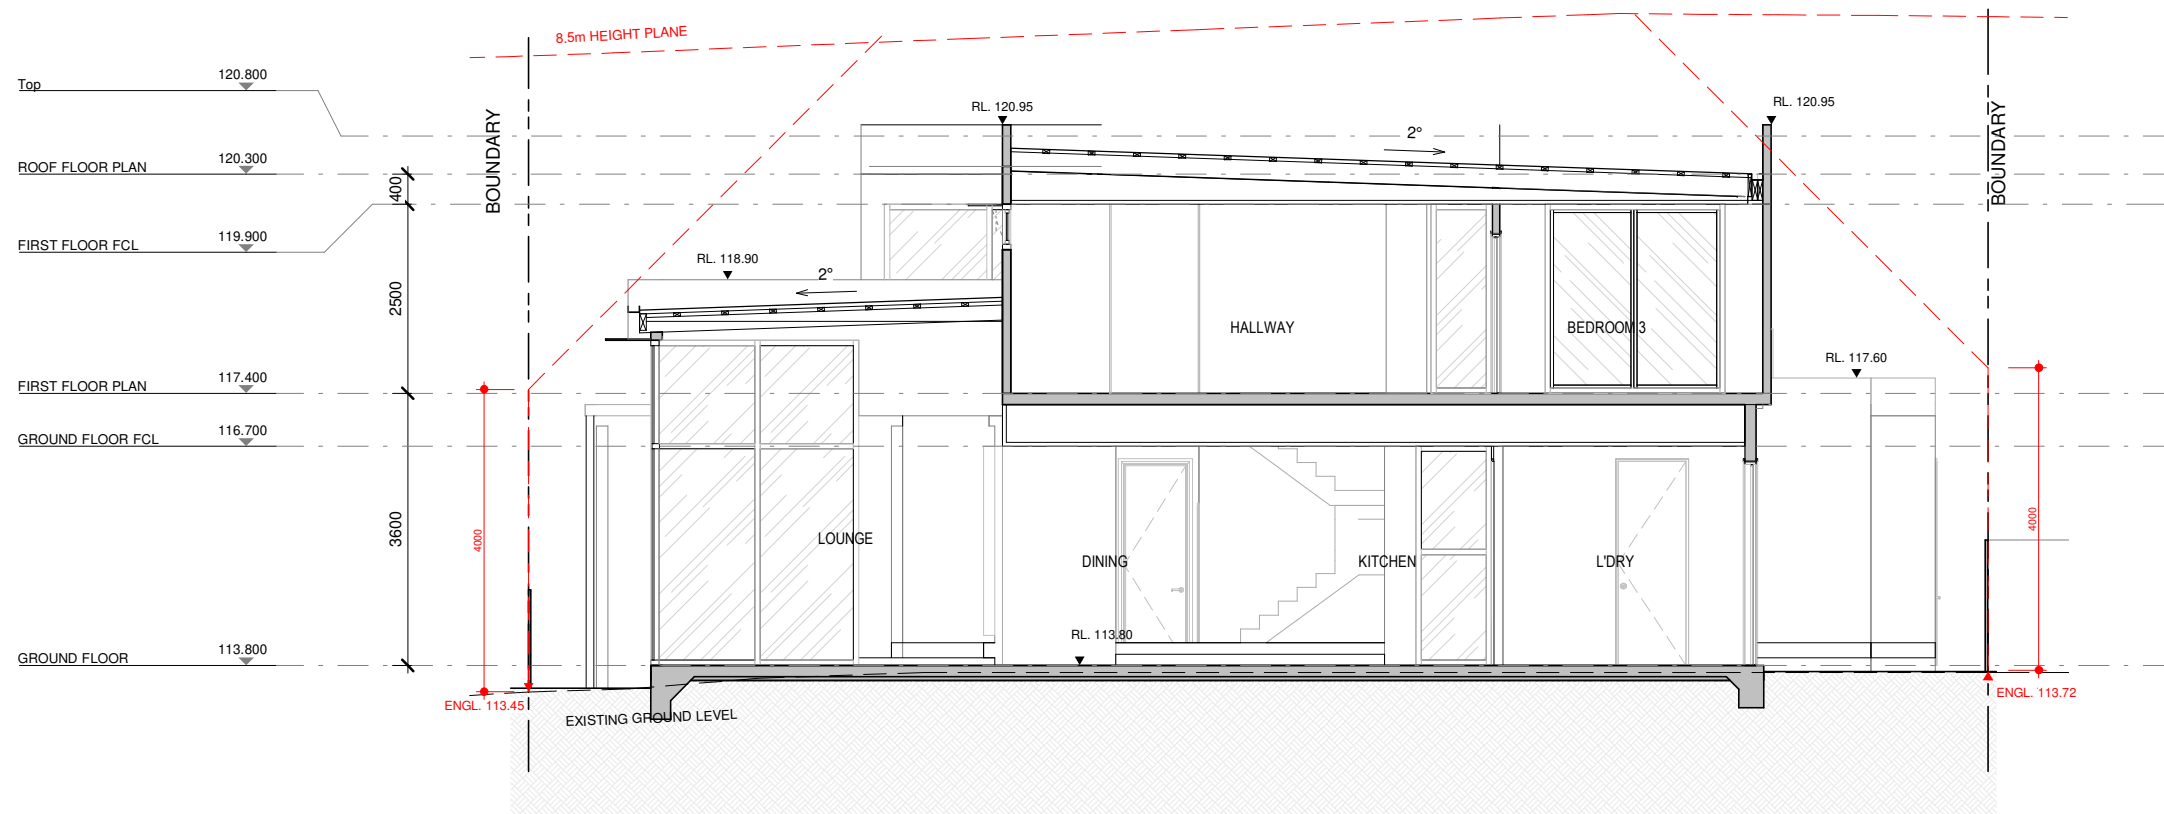 8.5m HEIGHT PLANE
Top 120.800
ROOF FLOOR PLAN 120.300
FIRST FLOOR FCL 119.900
FIRST FLOOR PLAN 117.400
GROUND FLOOR FCL 116.700
GROUND FLOOR 113.800
400
2500
3600
BOUNDARY
RL. 120.95
2°
RL. 120.95
BOUNDARY
RL. 118.90
2°
HALLWAY
BEDROOM 3
RL. 117.60
4000
LOUNGE
DINING
KITCHEN
L'DRY
4000
RL. 113.80
ENGL. 113.45
EXISTING GROUND LEVEL
ENGL. 113.72